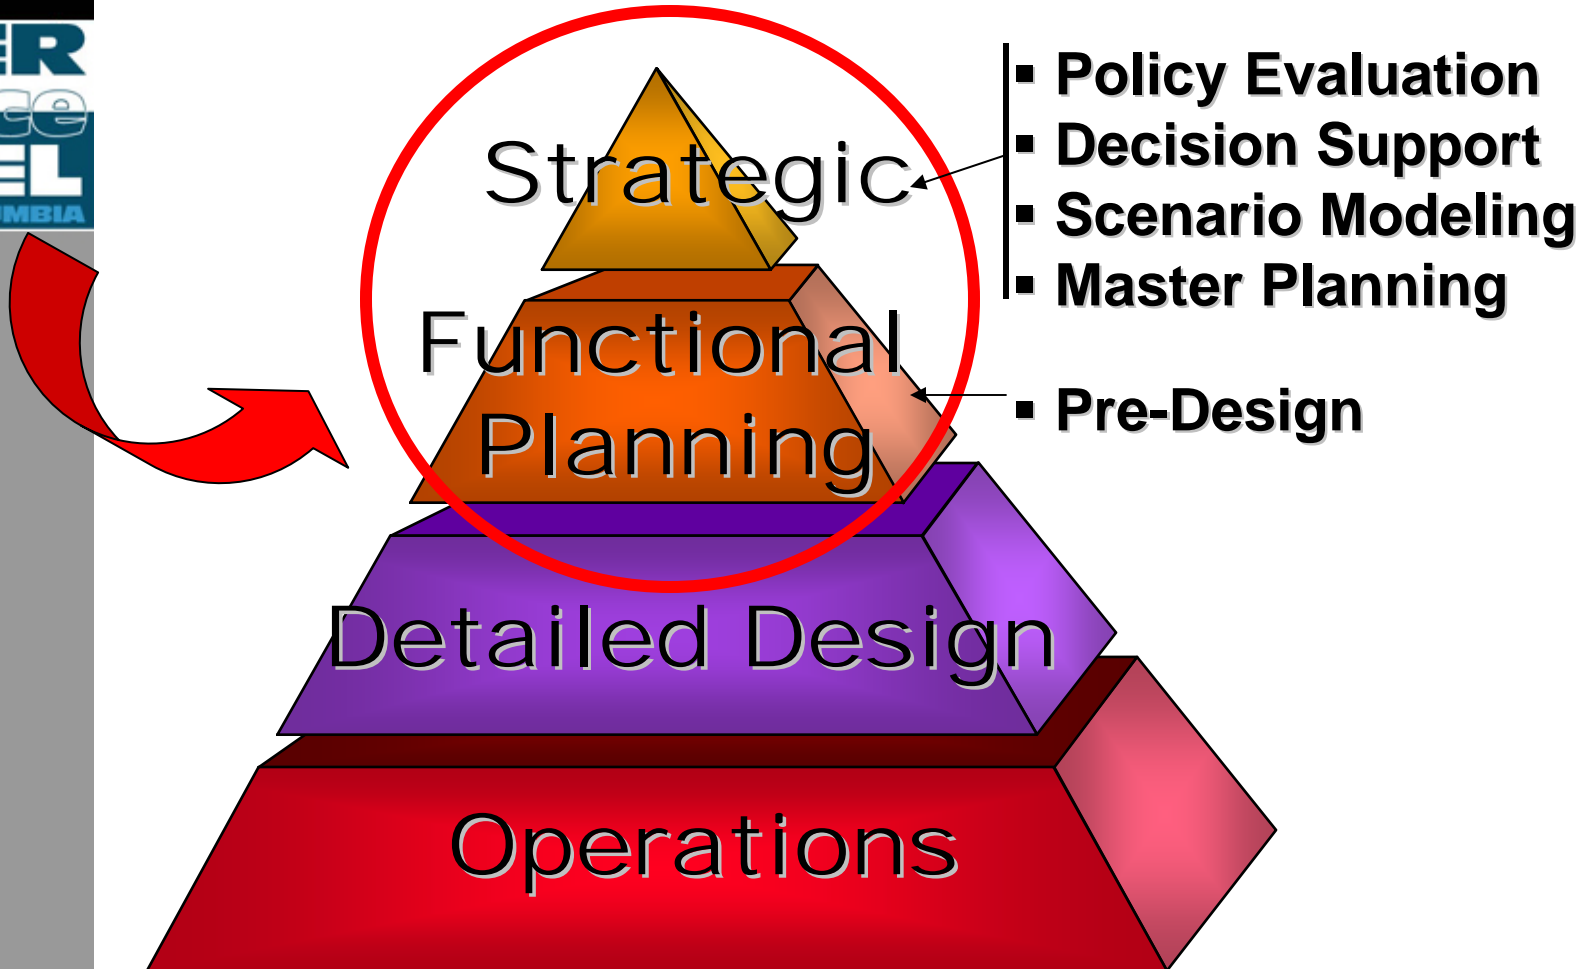 Strategic
Functional
Planning
Detailed Design
Operations
▪ Policy Evaluation
▪ Decision Support
▪ Scenario Modeling
▪ Master Planning
▪ Pre-Design